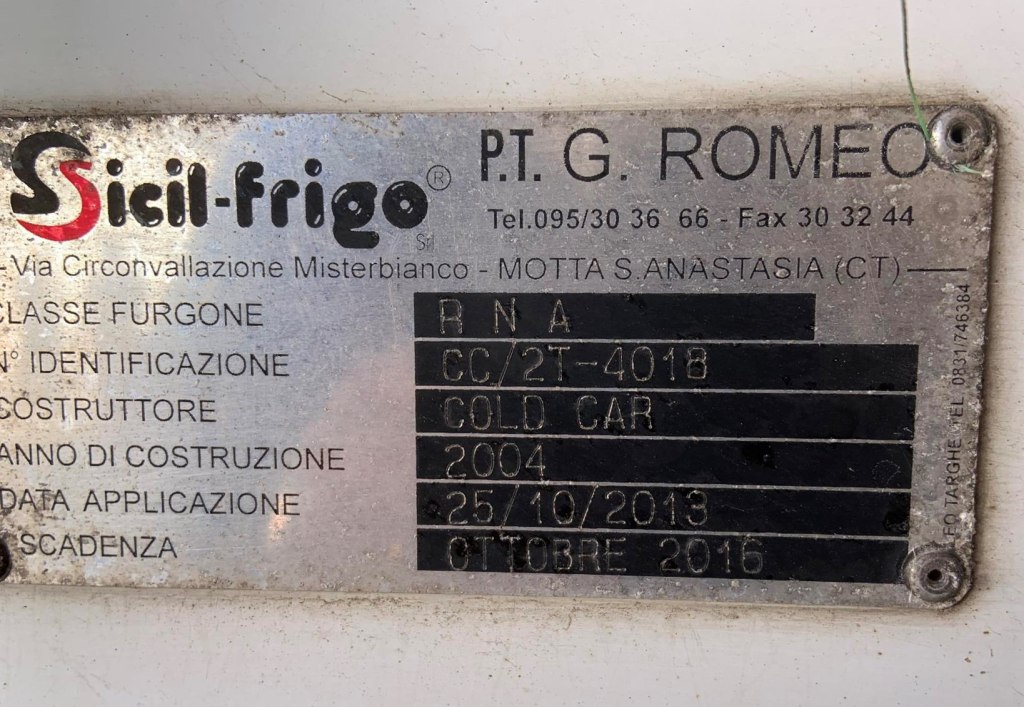 Sicil-frigo® Srl
P.T. G. ROMEO
Tel.095/30 36 66 - Fax 30 32 44
Via Circonvallazione Misterbianco - MOTTA S.ANASTASIA (CT)
CLASSE FURGONE R N A
N° IDENTIFICAZIONE CC/2T-4018
COSTRUTTORE COLD CAR
ANNO DI COSTRUZIONE 2004
DATA APPLICAZIONE 25/10/2013
SCADENZA OTTOBRE 2016
TARGHE TEL 0831/746384